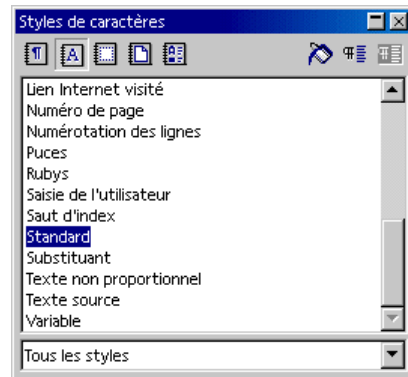 Styles de caractères
Lien Internet visité
Numéro de page
Numérotation des lignes
Puces
Rubys
Saisie de l'utilisateur
Saut d'index
Standard
Substituant
Texte non proportionnel
Texte source
Variable
Tous les styles